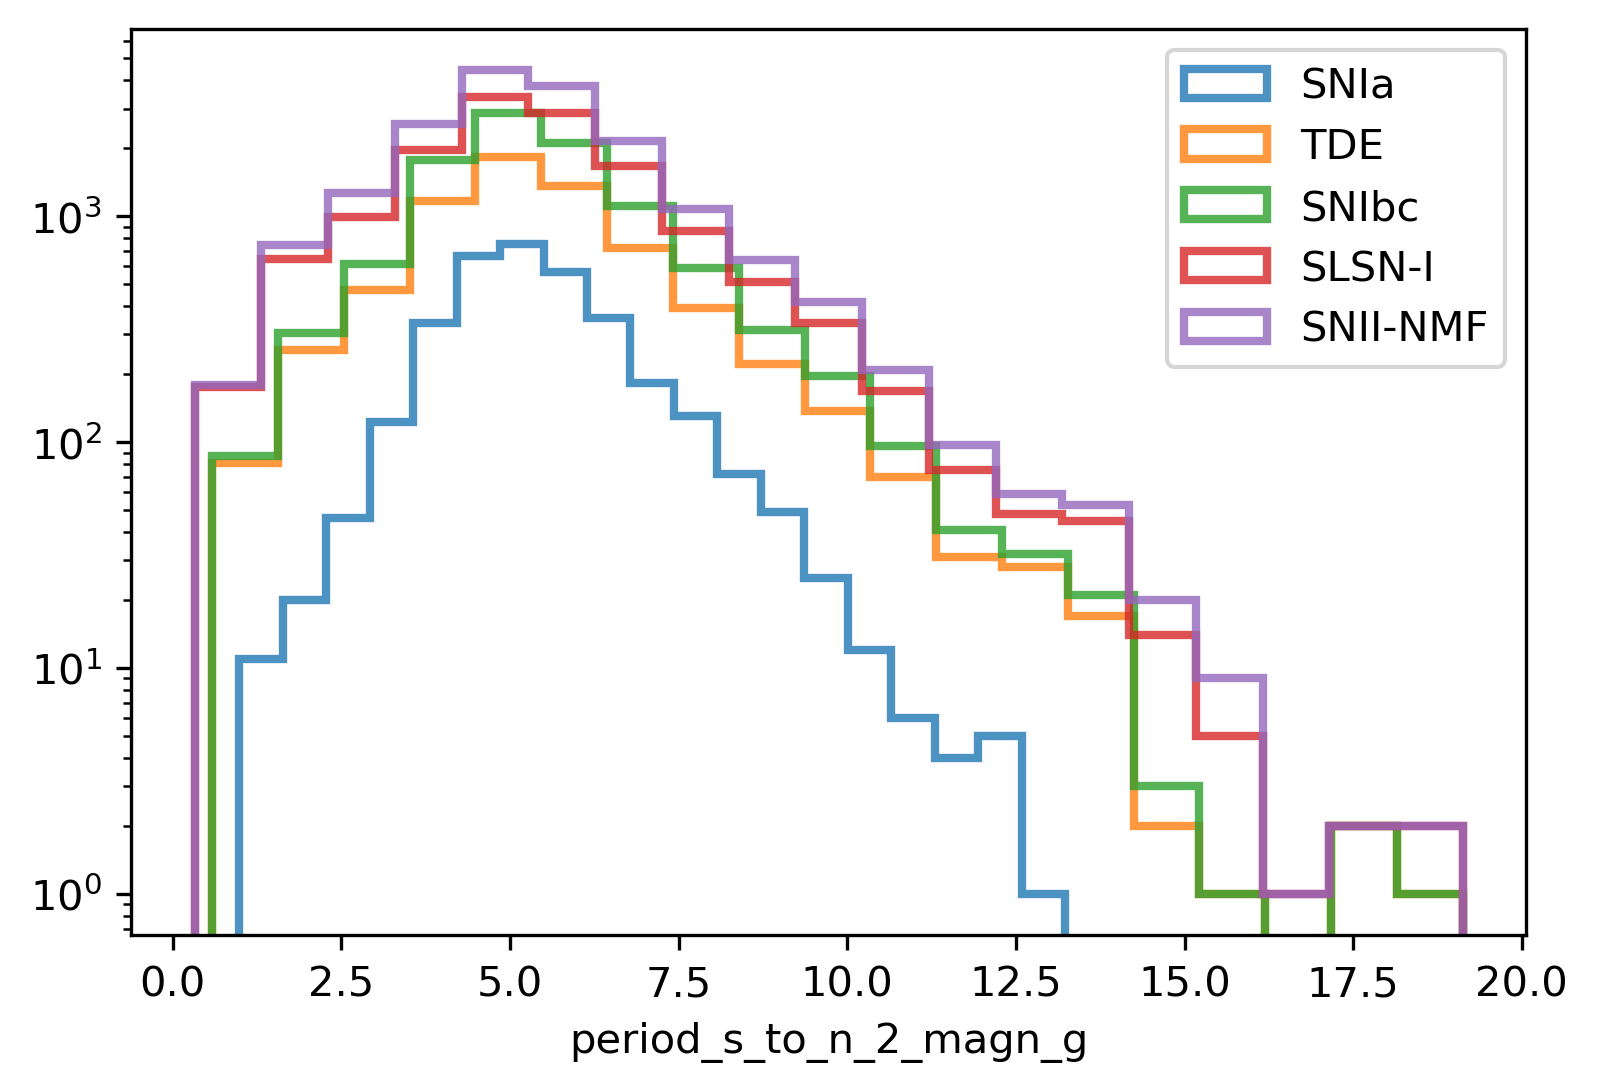 SNIa
TDE
SNIbc
SLSN-I
SNII-NMF
10³
10²
10¹
10⁰
0.0 2.5 5.0 7.5 10.0 12.5 15.0 17.5 20.0
period_s_to_n_2_magn_g